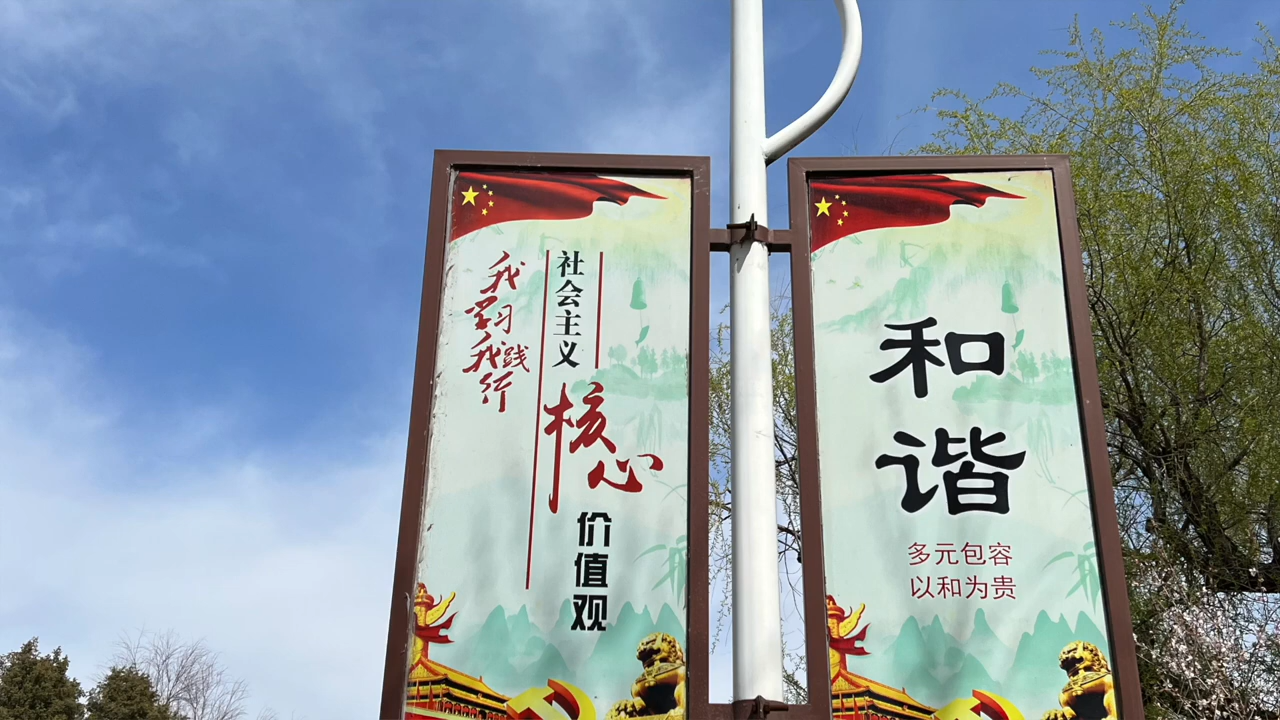 我学习
我践行
社会主义
核心
价值观
和谐
多元包容
以和为贵